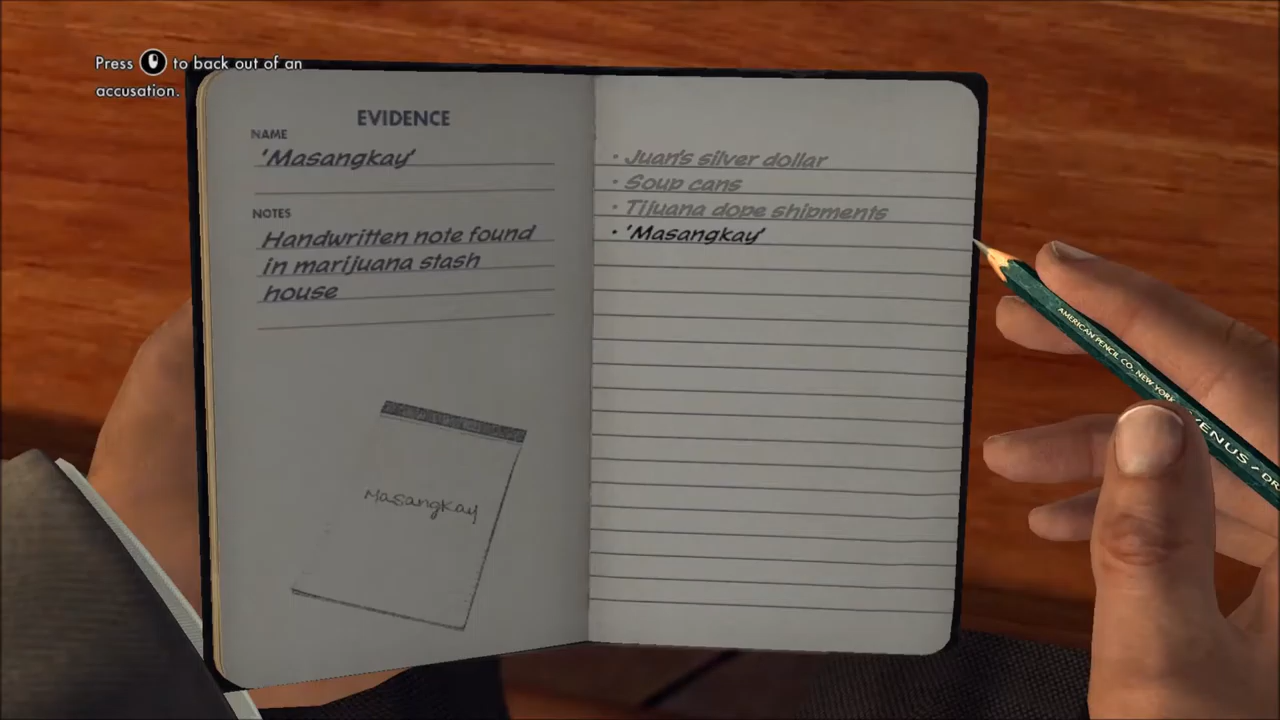 Press to back out of an
accusation.
EVIDENCE
NAME
'Masangkay'
NOTES
Handwritten note found
in marijuana stash
house
Masangkay
• Juan's silver dollar
• Soup cans
• Tijuana dope shipments
• 'Masangkay'
AMERICAN PENCIL CO. NEW YORK
VENUS / DR